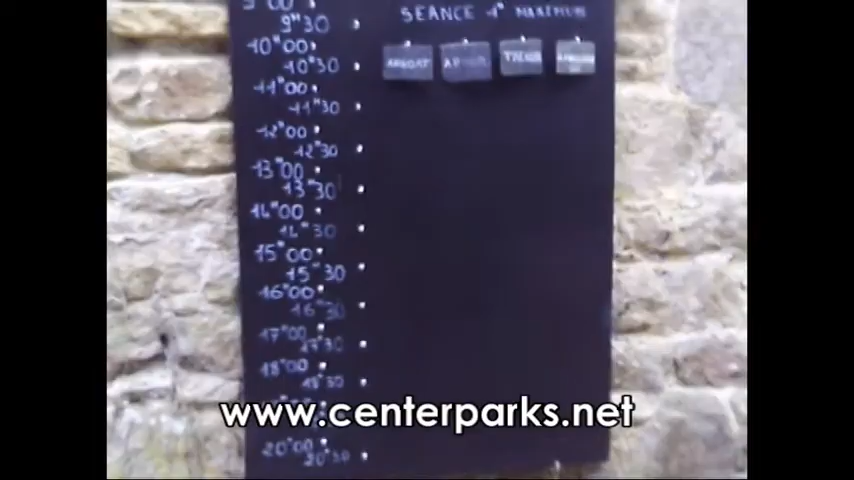 9H30
SEANCE 1H MAXIMUM
10H00
10H30
11H00
11H30
12H00
12H30
13H00
13H30
14H00
14H30
15H00
15H30
16H00
16H30
17H00
17H30
18H00
18H30
www.centerparks.net
20H00
20H30